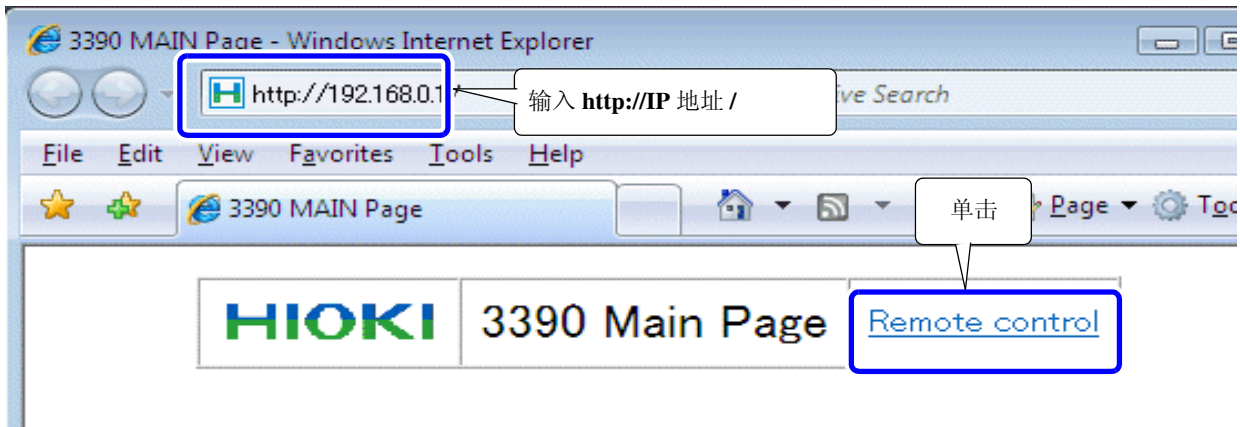 3390 MAIN Page - Windows Internet Explorer
http://192.168.0.1/
输入 http://IP 地址 /
ve Search
File Edit View Favorites Tools Help
3390 MAIN Page
单击
Page
HIOKI
3390 Main Page
Remote control